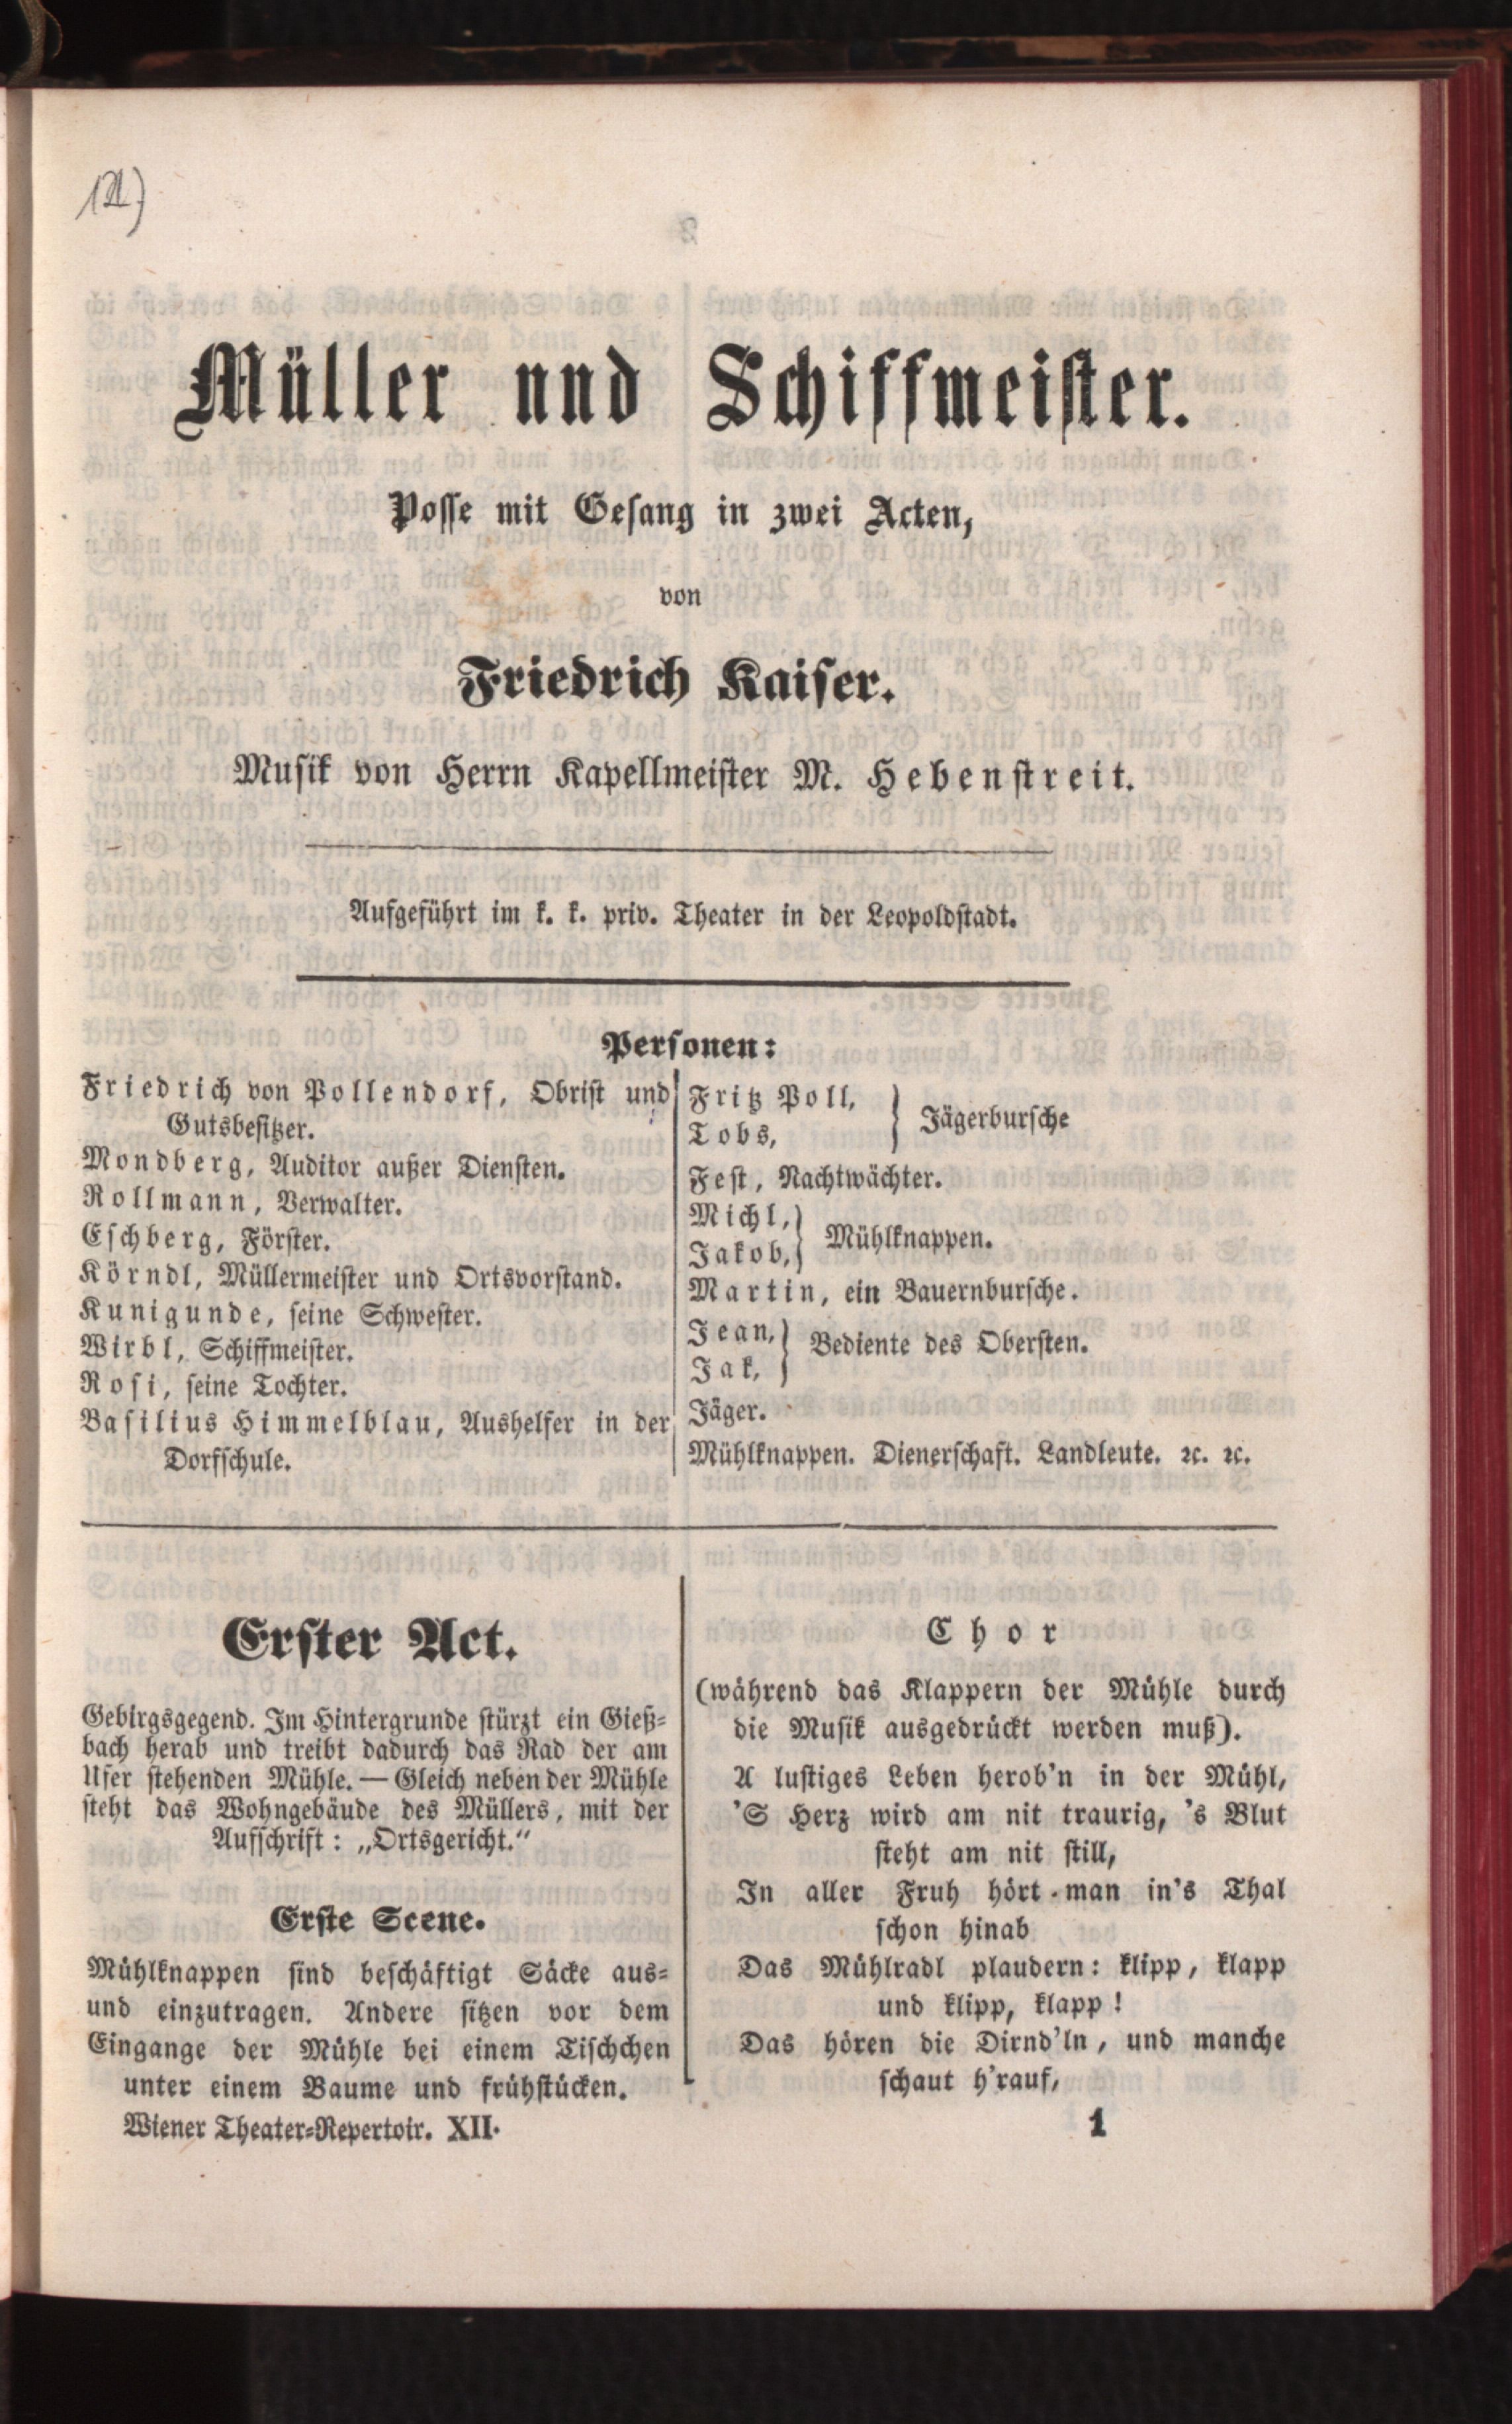 Müller und Schiffmeister.
Posse mit Gesang in zwei Acten,
von
Friedrich Kaiser.
Musik von Herrn Kapellmeister M. Hebenstreit.
Aufgeführt im k. k. priv. Theater in der Leopoldstadt.
Personen:
Friedrich von Pollendorf, Obrist und
Gutsbesitzer.
Mondberg, Auditor außer Diensten.
Rollmann, Verwalter.
Eschberg, Förster.
Körndl, Müllermeister und Ortsvorstand.
Kunigunde, seine Schwester.
Wirbl, Schiffmeister.
Rosi, seine Tochter.
Basilius Himmelblau, Aushelfer in der
Dorfschule.
Fritz Poll,
Tobs,
Jägerbursche
Fest, Nachtwächter.
Michl,
Jakob,
Mühlknappen.
Martin, ein Bauernbursche.
Jean,
Jak,
Bediente des Obersten.
Jäger.
Mühlknappen. Dienerschaft. Landleute. ꝛc. ꝛc.
Erster Act.
Gebirgsgegend. Im Hintergrunde stürzt ein Gieß-
bach herab und treibt dadurch das Rad der am
Ufer stehenden Mühle. — Gleich neben der Mühle
steht das Wohngebäude des Müllers, mit der
Aufschrift: „Ortsgericht.“
Erste Scene.
Mühlknappen sind beschäftigt Säcke aus-
und einzutragen. Andere sitzen vor dem
Eingange der Mühle bei einem Tischchen
unter einem Baume und frühstücken.
Wiener Theater-Repertoir. XII.
Chor
(während das Klappern der Mühle durch
die Musik ausgedrückt werden muß).
A lustiges Leben herob'n in der Mühl,
'S Herz wird am nit traurig, 's Blut
steht am nit still,
In aller Fruh hört man in's Thal
schon hinab
Das Mühlradl plaudern: klipp, klapp
und klipp, klapp!
Das hören die Dirnd'ln, und manche
schaut h'rauf,
1